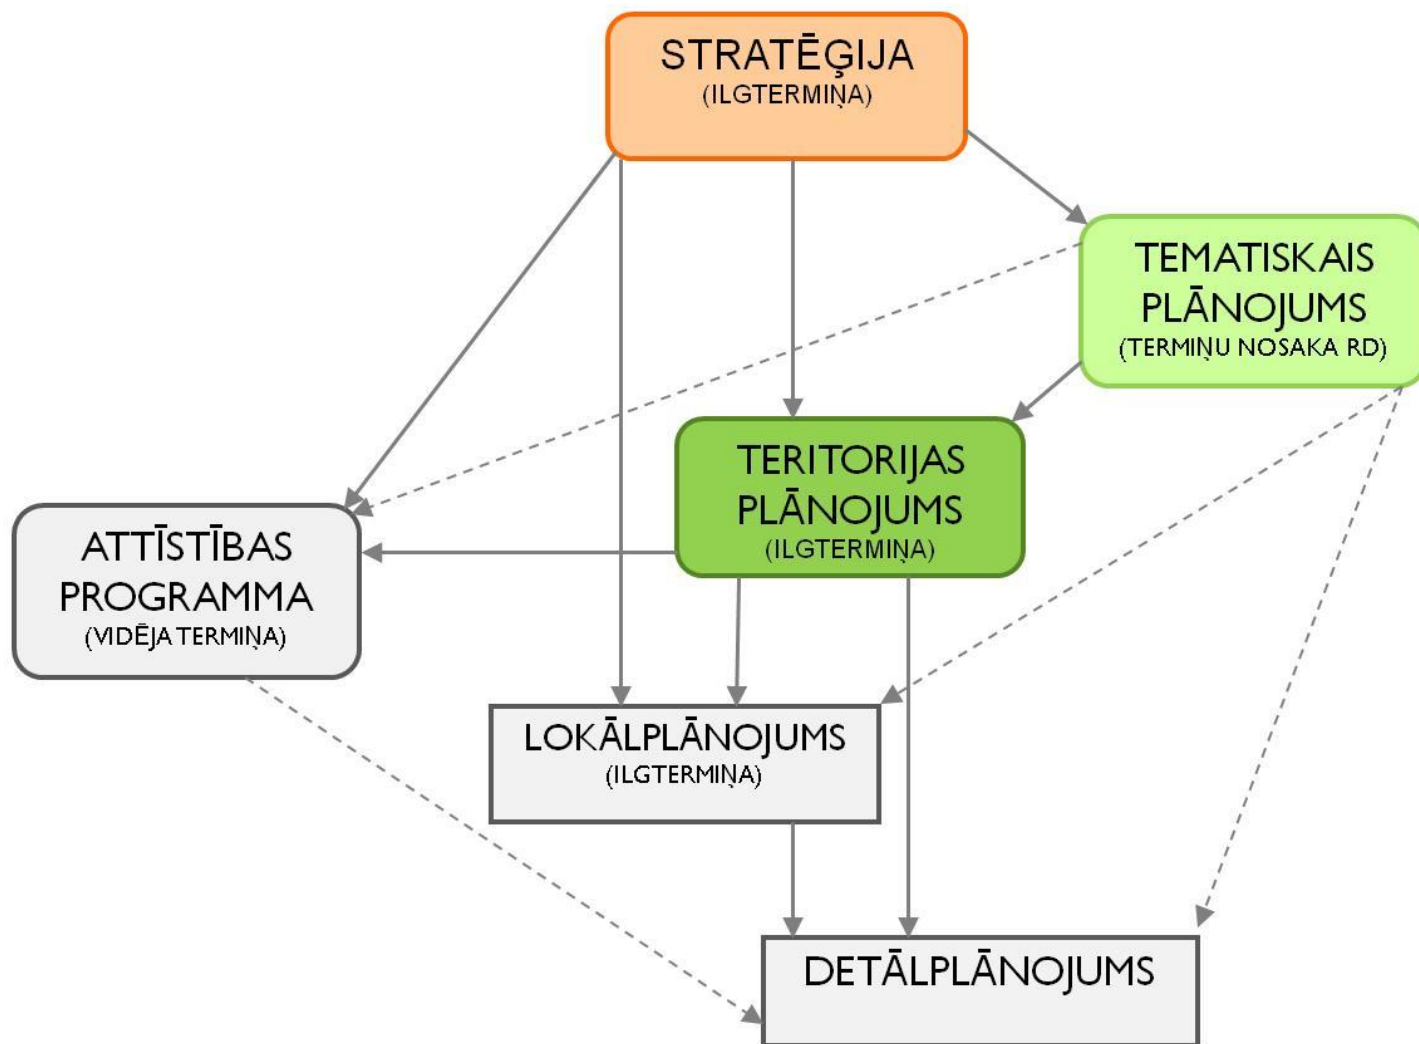 STRATĒĢIJA
(ILGTERMIŅA)
TEMATISKAIS
PLĀNOJUMS
(TERMIŅU NOSAKA RD)
TERITORIJAS
PLĀNOJUMS
(ILGTERMIŅA)
ATTĪSTĪBAS
PROGRAMMA
(VIDĒJA TERMIŅA)
LOKĀLPLĀNOJUMS
(ILGTERMIŅA)
DETĀLPLĀNOJUMS